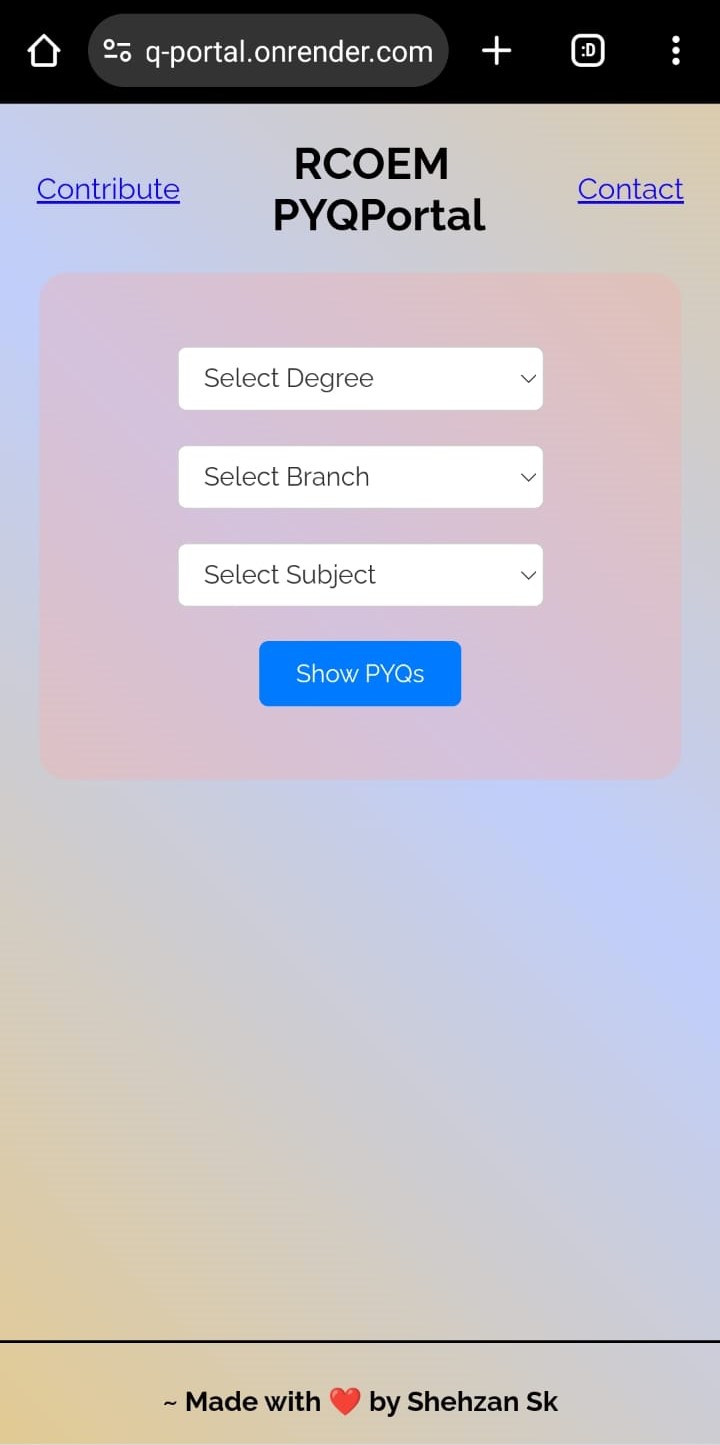 q-portal.onrender.com
:D
Contribute
RCOEM
PYQPortal
Contact
Select Degree
Select Branch
Select Subject
Show PYQs
~ Made with ❤️ by Shehzan Sk